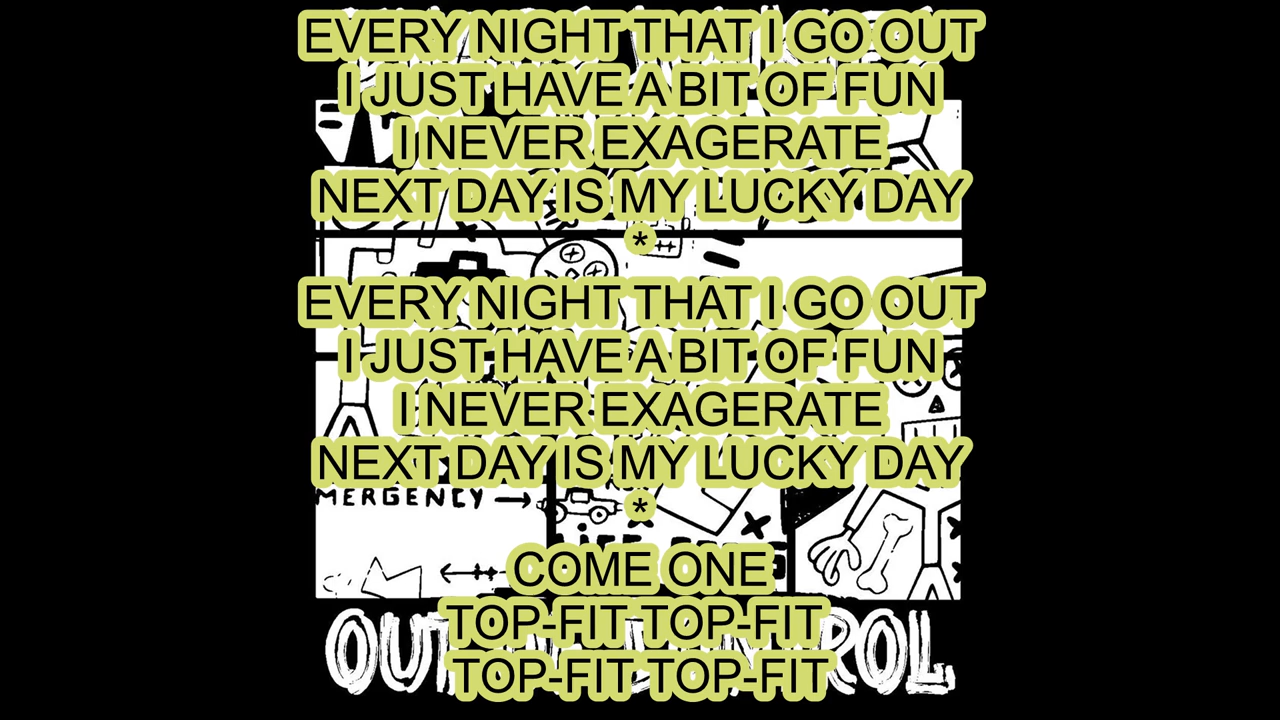 EVERY NIGHT THAT I GO OUT
I JUST HAVE A BIT OF FUN
I NEVER EXAGERATE
NEXT DAY IS MY LUCKY DAY
*
EVERY NIGHT THAT I GO OUT
I JUST HAVE A BIT OF FUN
I NEVER EXAGERATE
NEXT DAY IS MY LUCKY DAY
*
MERGENCY
COME ONE
TOP-FIT TOP-FIT
TOP-FIT TOP-FIT